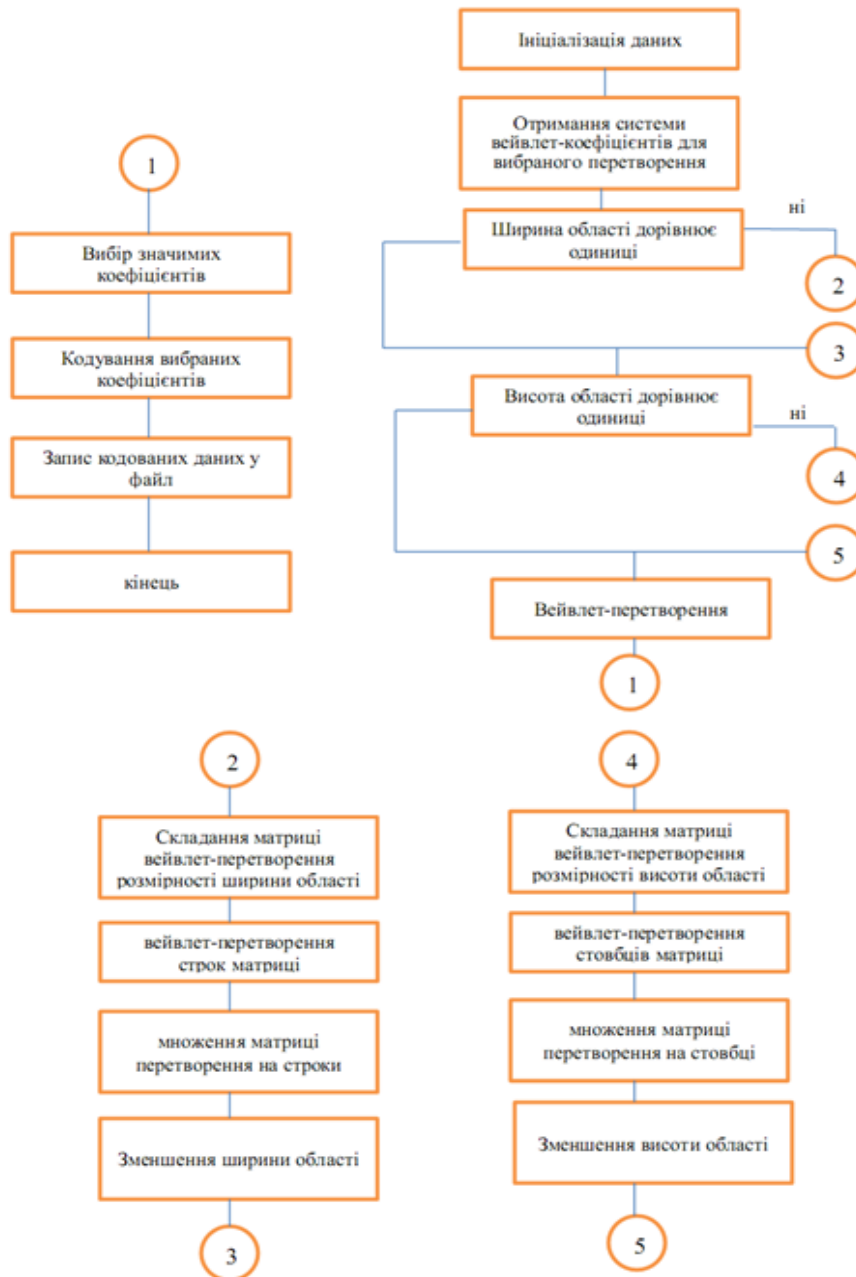 Ініціалізація даних
Отримання системи
вейвлет-коефіцієнтів для
вибраного перетворення
Ширина області дорівнює
одиниці
ні
2
3
Висота області дорівнює
одиниці
ні
4
5
Вейвлет-перетворення
1
1
Вибір значимих
коефіцієнтів
Кодування вибраних
коефіцієнтів
Запис кодованих даних у
файл
кінець
2
Складання матриці
вейвлет-перетворення
розмірності ширини області
вейвлет-перетворення
строк матриці
множення матриці
перетворення на строки
Зменшення ширини області
3
4
Складання матриці
вейвлет-перетворення
розмірності висоти області
вейвлет-перетворення
стовбців матриці
множення матриці
перетворення на стовбці
Зменшення висоти області
5